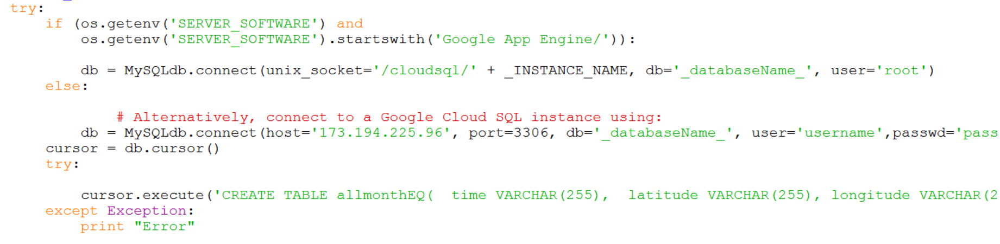 try:
    if (os.getenv('SERVER_SOFTWARE') and
        os.getenv('SERVER_SOFTWARE').startswith('Google App Engine/')):
        db = MySQLdb.connect(unix_socket='/cloudsql/' + _INSTANCE_NAME, db='_databaseName_', user='root')
    else:
            # Alternatively, connect to a Google Cloud SQL instance using:
        db = MySQLdb.connect(host='173.194.225.96', port=3306, db='_databaseName_', user='username',passwd='pass
    cursor = db.cursor()
    try:
        cursor.execute('CREATE TABLE allmonthEQ(  time VARCHAR(255),  latitude VARCHAR(255), longitude VARCHAR(2
    except Exception:
        print "Error"